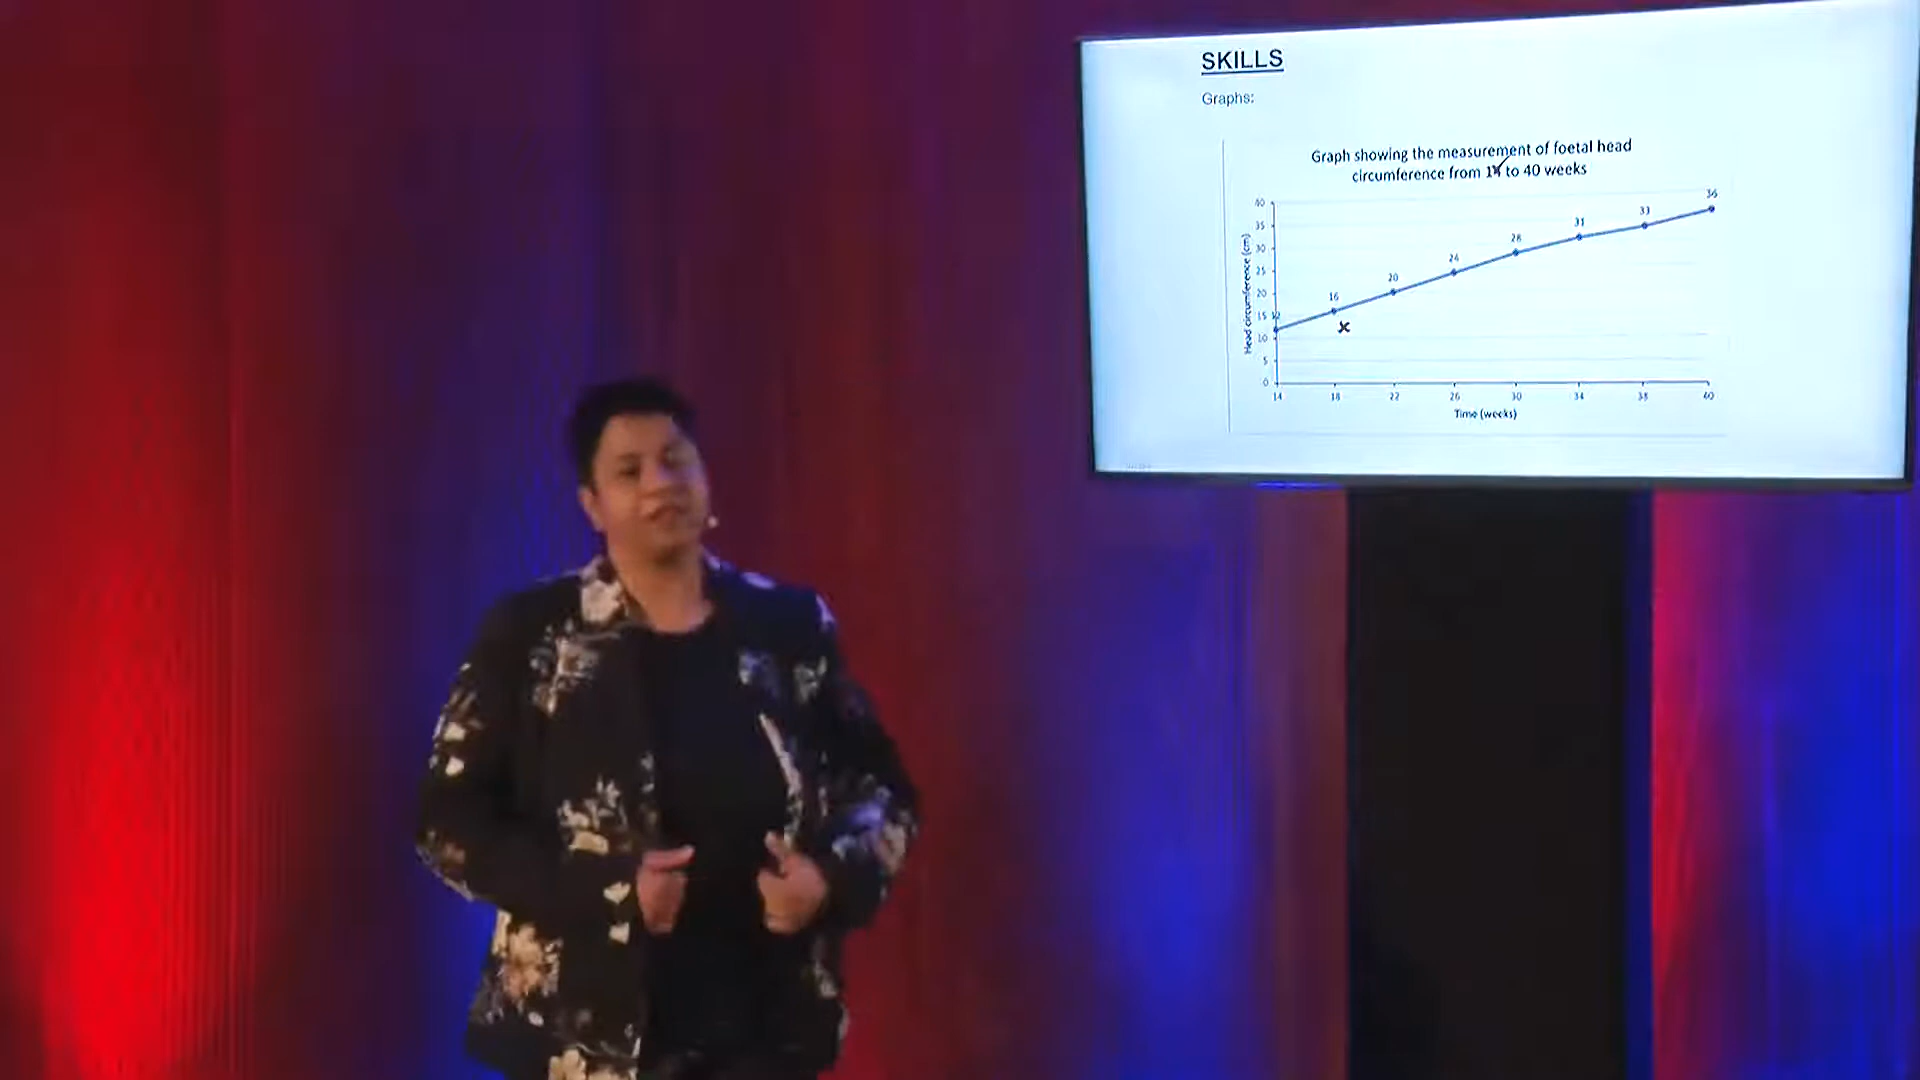 SKILLS
Graphs:
Graph showing the measurement of foetal head
circumference from 14 to 40 weeks
Head circumference (cm)
40
35
30
25
20
15
10
5
0
12
16
20
24
28
31
33
36
14 18 22 26 30 34 38 40
Time (weeks)